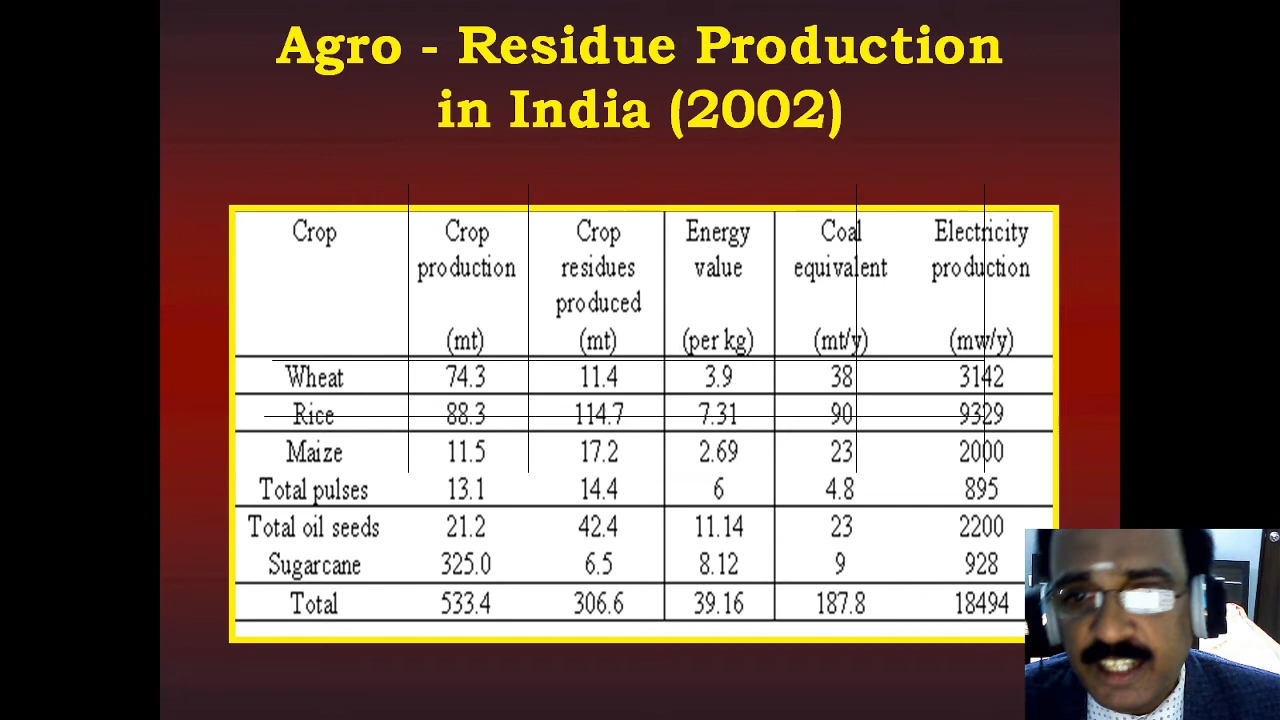 Agro - Residue Production
in India (2002)
Crop Crop Crop Energy Coal Electricity
production residues value equivalent production
produced
(mt) (mt) (per kg) (mt/y) (mw/y)
Wheat 74.3 11.4 3.9 38 3142
Rice 88.3 114.7 7.31 90 9329
Maize 11.5 17.2 2.69 23 2000
Total pulses 13.1 14.4 6 4.8 895
Total oil seeds 21.2 42.4 11.14 23 2200
Sugarcane 325.0 6.5 8.12 9 928
Total 533.4 306.6 39.16 187.8 18494